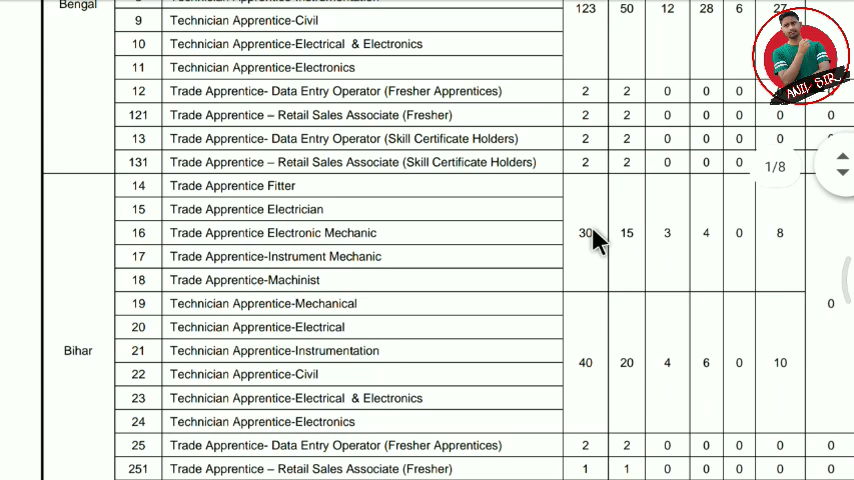 Bengal 123 50 12 28 6 27
9 Technician Apprentice-Civil
10 Technician Apprentice-Electrical & Electronics
11 Technician Apprentice-Electronics
12 Trade Apprentice- Data Entry Operator (Fresher Apprentices) 2 2 0 0 0
121 Trade Apprentice – Retail Sales Associate (Fresher) 2 2 0 0 0 0 0
13 Trade Apprentice- Data Entry Operator (Skill Certificate Holders) 2 2 0 0 0 0
131 Trade Apprentice – Retail Sales Associate (Skill Certificate Holders) 2 2 0 0
ANIL SIR
1/8
14 Trade Apprentice Fitter
15 Trade Apprentice Electrician
16 Trade Apprentice Electronic Mechanic 30 15 3 4 0 8
17 Trade Apprentice-Instrument Mechanic
18 Trade Apprentice-Machinist
19 Technician Apprentice-Mechanical 0
20 Technician Apprentice-Electrical
Bihar 21 Technician Apprentice-Instrumentation 40 20 4 6 0 10
22 Technician Apprentice-Civil
23 Technician Apprentice-Electrical & Electronics
24 Technician Apprentice-Electronics
25 Trade Apprentice- Data Entry Operator (Fresher Apprentices) 2 2 0 0 0 0 0
251 Trade Apprentice – Retail Sales Associate (Fresher) 1 1 0 0 0 0 0